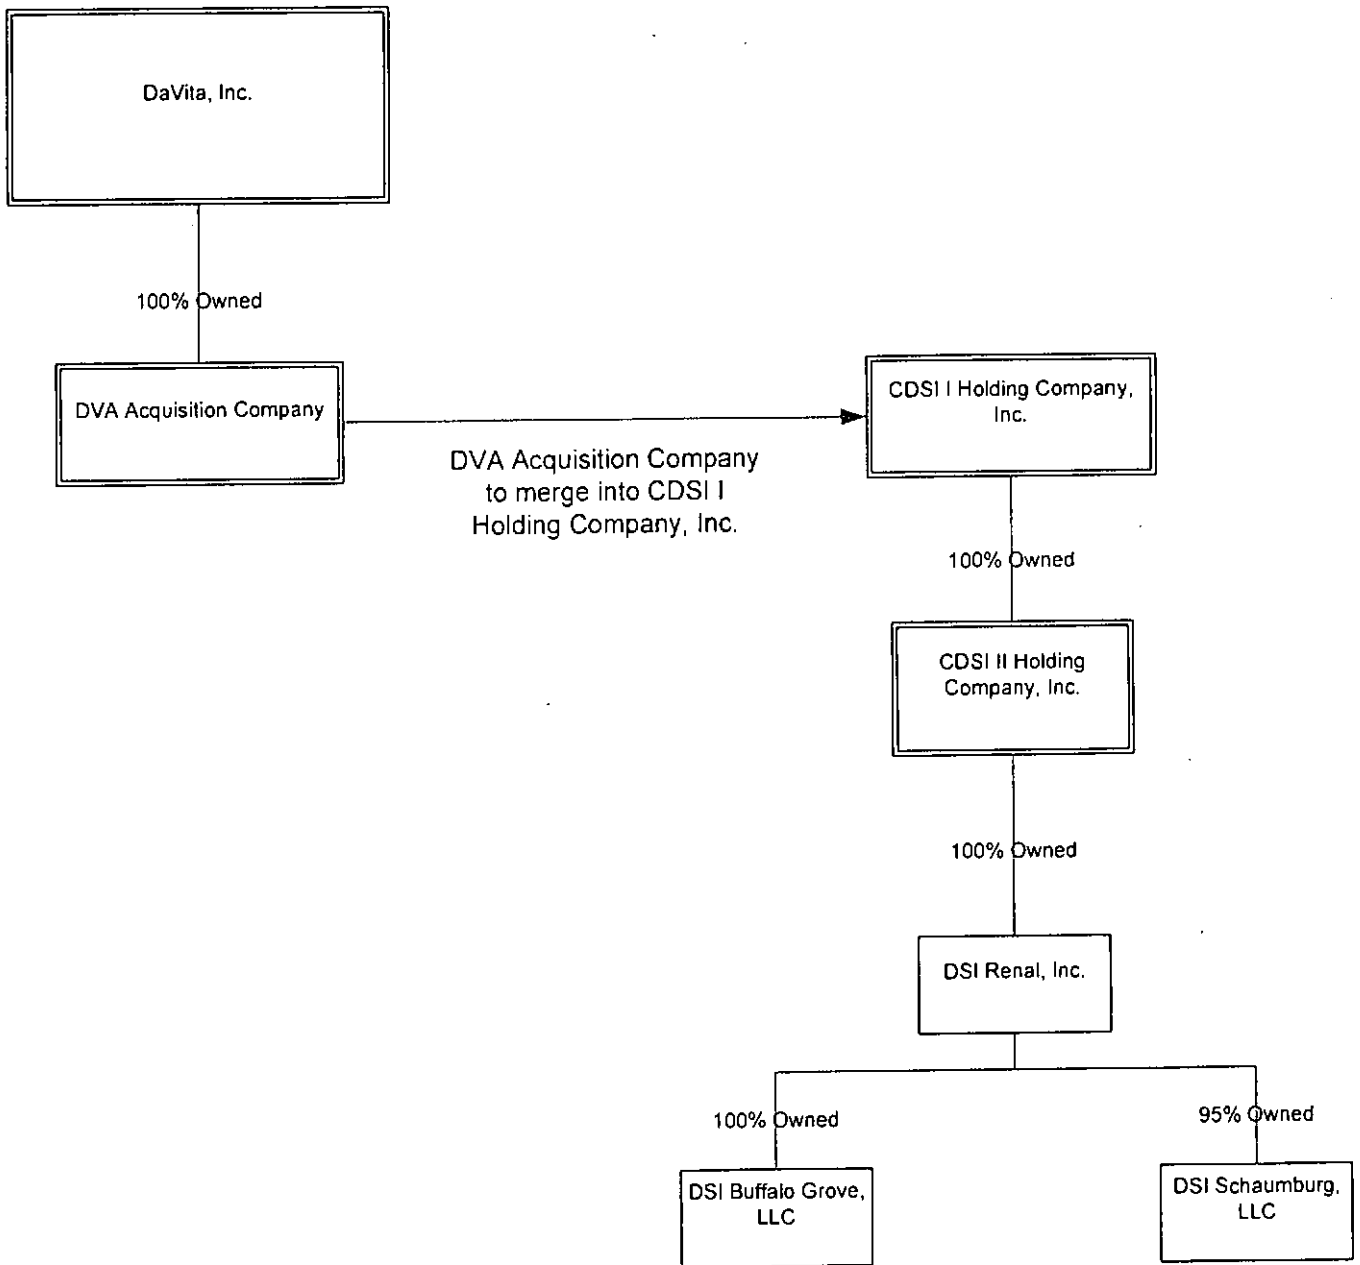 DaVita, Inc.
100% Owned
DVA Acquisition Company
CDSI I Holding Company,
Inc.
DVA Acquisition Company
to merge into CDSI I
Holding Company, Inc.
100% Owned
CDSI II Holding
Company, Inc.
100% Owned
DSI Renal, Inc.
100% Owned
95% Owned
DSI Buffalo Grove,
LLC
DSI Schaumburg,
LLC